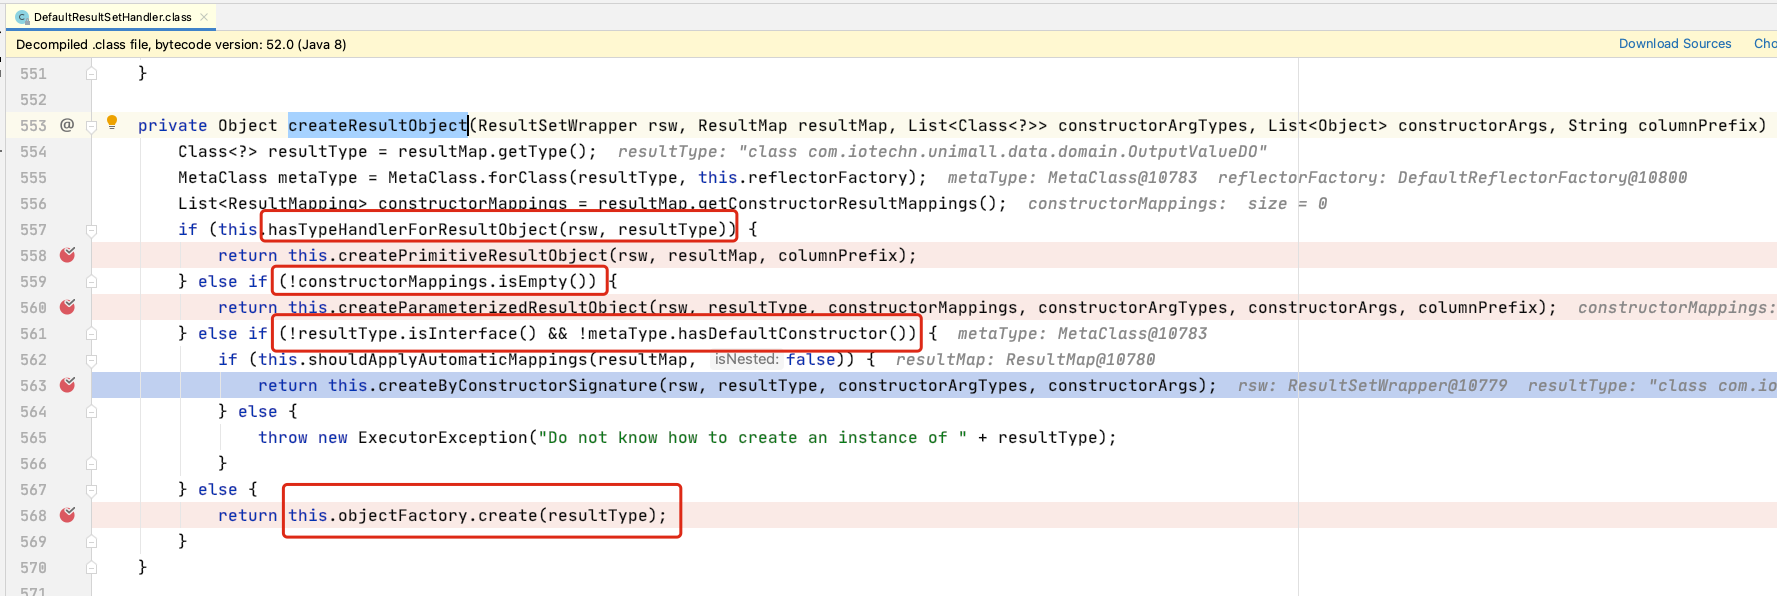 DefaultResultSetHandler.class
Decompiled .class file, bytecode version: 52.0 (Java 8) Download Sources Cho
551 }
552
553 @ private Object createResultObject(ResultSetWrapper rsw, ResultMap resultMap, List<Class<?>> constructorArgTypes, List<Object> constructorArgs, String columnPrefix)
554 Class<?> resultType = resultMap.getType(); resultType: "class com.iotechn.unimall.data.domain.OutputValueDO"
555 MetaClass metaType = MetaClass.forClass(resultType, this.reflectorFactory); metaType: MetaClass@10783 reflectorFactory: DefaultReflectorFactory@10800
556 List<ResultMapping> constructorMappings = resultMap.getConstructorResultMappings(); constructorMappings: size = 0
557 if (this.hasTypeHandlerForResultObject(rsw, resultType)) {
558 return this.createPrimitiveResultObject(rsw, resultMap, columnPrefix);
559 } else if (!constructorMappings.isEmpty()) {
560 return this.createParameterizedResultObject(rsw, resultType, constructorMappings, constructorArgTypes, constructorArgs, columnPrefix); constructorMappings:
561 } else if (!resultType.isInterface() && !metaType.hasDefaultConstructor()) { metaType: MetaClass@10783
562 if (this.shouldApplyAutomaticMappings(resultMap, isNested: false)) { resultMap: ResultMap@10780
563 return this.createByConstructorSignature(rsw, resultType, constructorArgTypes, constructorArgs); rsw: ResultSetWrapper@10779 resultType: "class com.io
564 } else {
565 throw new ExecutorException("Do not know how to create an instance of " + resultType);
566 }
567 } else {
568 return this.objectFactory.create(resultType);
569 }
570 }
571